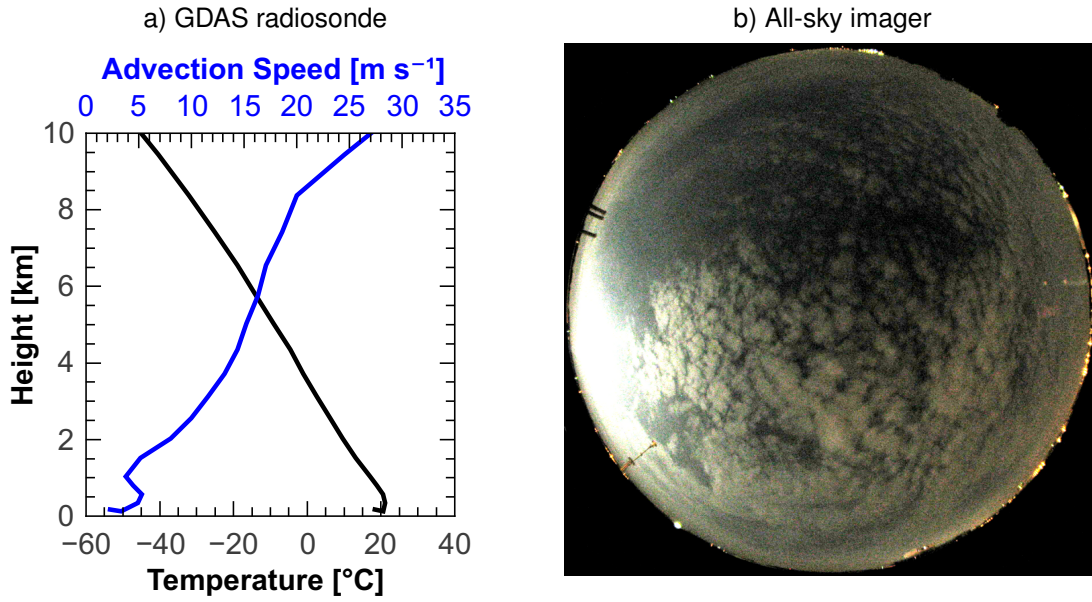 a) GDAS radiosonde
b) All-sky imager
Advection Speed [m s⁻¹]
0 5 10 15 20 25 30 35
10
8
6
4
2
0
Height [km]
−60 −40 −20 0 20 40
Temperature [°C]